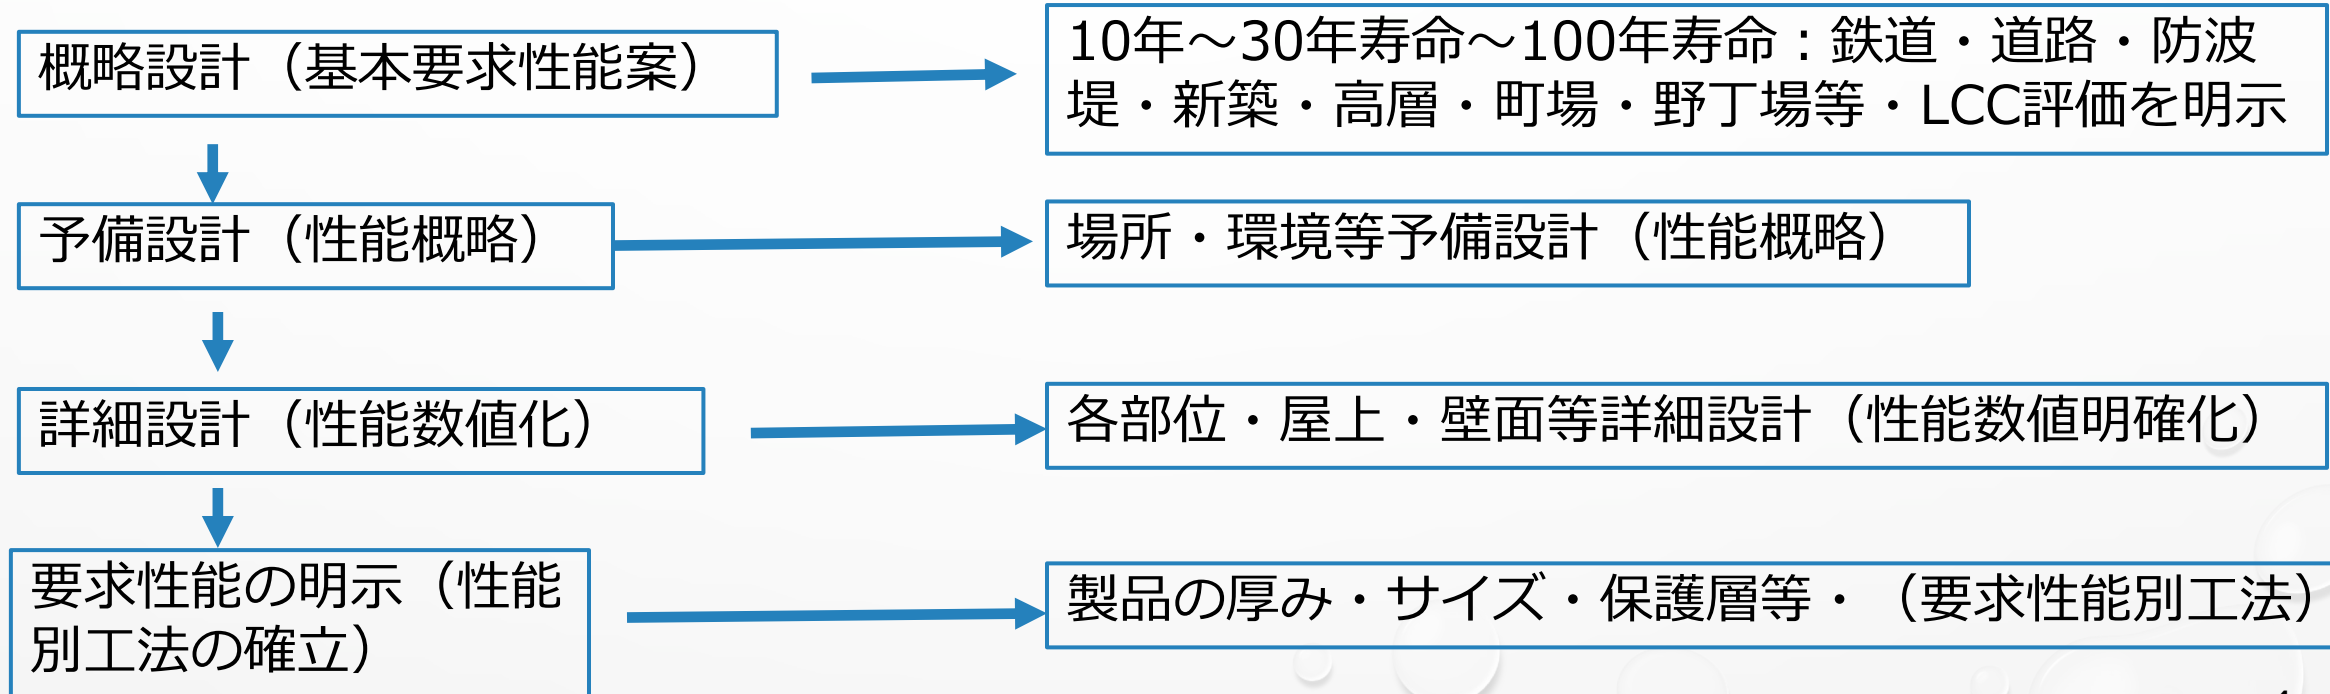 概略設計（基本要求性能案）
10年～30年寿命～100年寿命：鉄道・道路・防波
堤・新築・高層・町場・野丁場等・LCC評価を明示
予備設計（性能概略）
場所・環境等予備設計（性能概略）
詳細設計（性能数値化）
各部位・屋上・壁面等詳細設計（性能数値明確化）
要求性能の明示（性能
別工法の確立）
製品の厚み・サイズ・保護層等・（要求性能別工法）